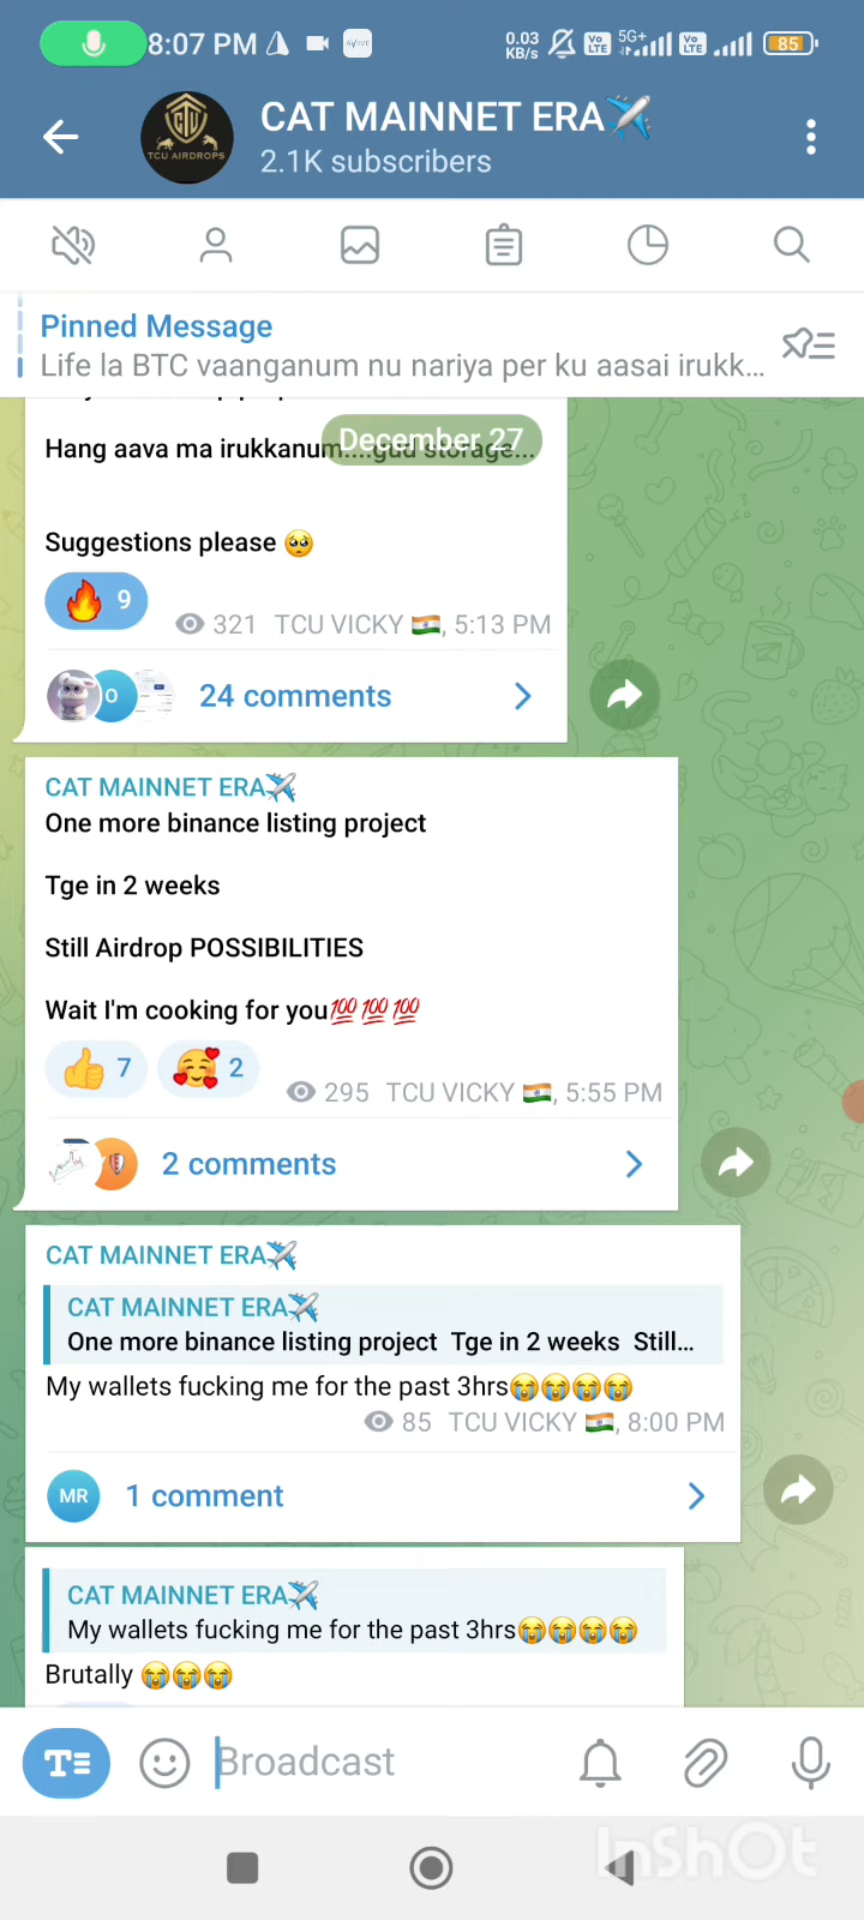 8:07 PM
0.03 KB/s
Vo LTE
5G+
Vo LTE
85
AVIVE
CTU
TCU AIRDROPS
CAT MAINNET ERA✈️
2.1K subscribers
Pinned Message
Life la BTC vaanganum nu nariya per ku aasai irukk...
December 27
Hang aava ma irukkanum....gud storage...
Suggestions please 🥺
🔥 9
321 TCU VICKY 🇮🇳, 5:13 PM
O
24 comments
CAT MAINNET ERA✈️
One more binance listing project
Tge in 2 weeks
Still Airdrop POSSIBILITIES
Wait I'm cooking for you💯💯💯
👍 7 🥰 2
295 TCU VICKY 🇮🇳, 5:55 PM
2 comments
CAT MAINNET ERA✈️
CAT MAINNET ERA✈️
One more binance listing project Tge in 2 weeks Still...
My wallets fucking me for the past 3hrs😭😭😭😭
85 TCU VICKY 🇮🇳, 8:00 PM
MR
1 comment
CAT MAINNET ERA✈️
My wallets fucking me for the past 3hrs😭😭😭😭
Brutally 😭😭😭
T
Broadcast
InShOt